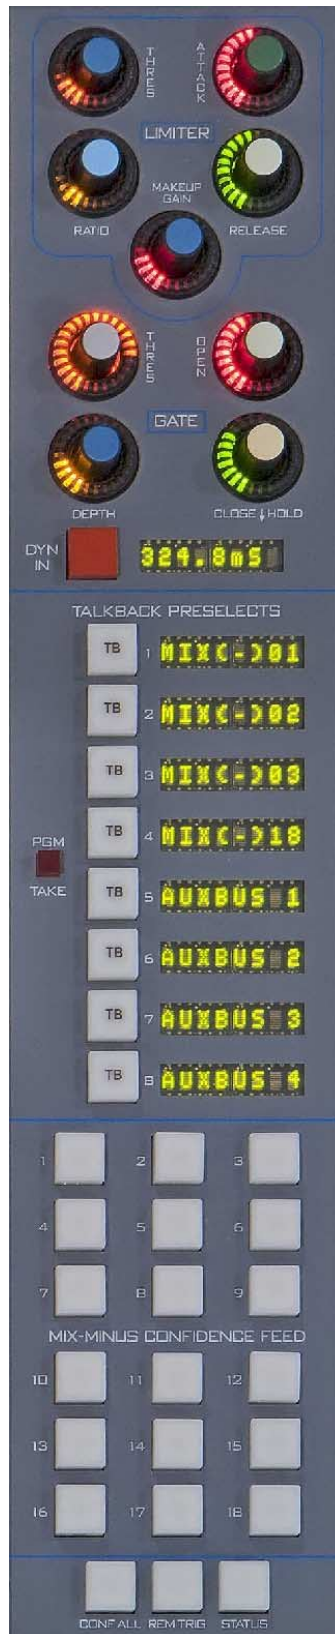 THRES
ATTACK
LIMITER
RATIO
MAKEUP
GAIN
RELEASE
THRES
OPEN
GATE
DEPTH
CLOSE↓HOLD
DYN
IN
324.8mS
TALKBACK PRESELECTS
TB 1 MIXC->01
TB 2 MIXC->02
TB 3 MIXC->03
TB 4 MIXC->18
PGM
TAKE
TB 5 AUXBUS 1
TB 6 AUXBUS 2
TB 7 AUXBUS 3
TB 8 AUXBUS 4
1 2 3
4 5 6
7 8 9
MIX-MINUS CONFIDENCE FEED
10 11 12
13 14 15
16 17 18
CONF ALL REM TRIG STATUS